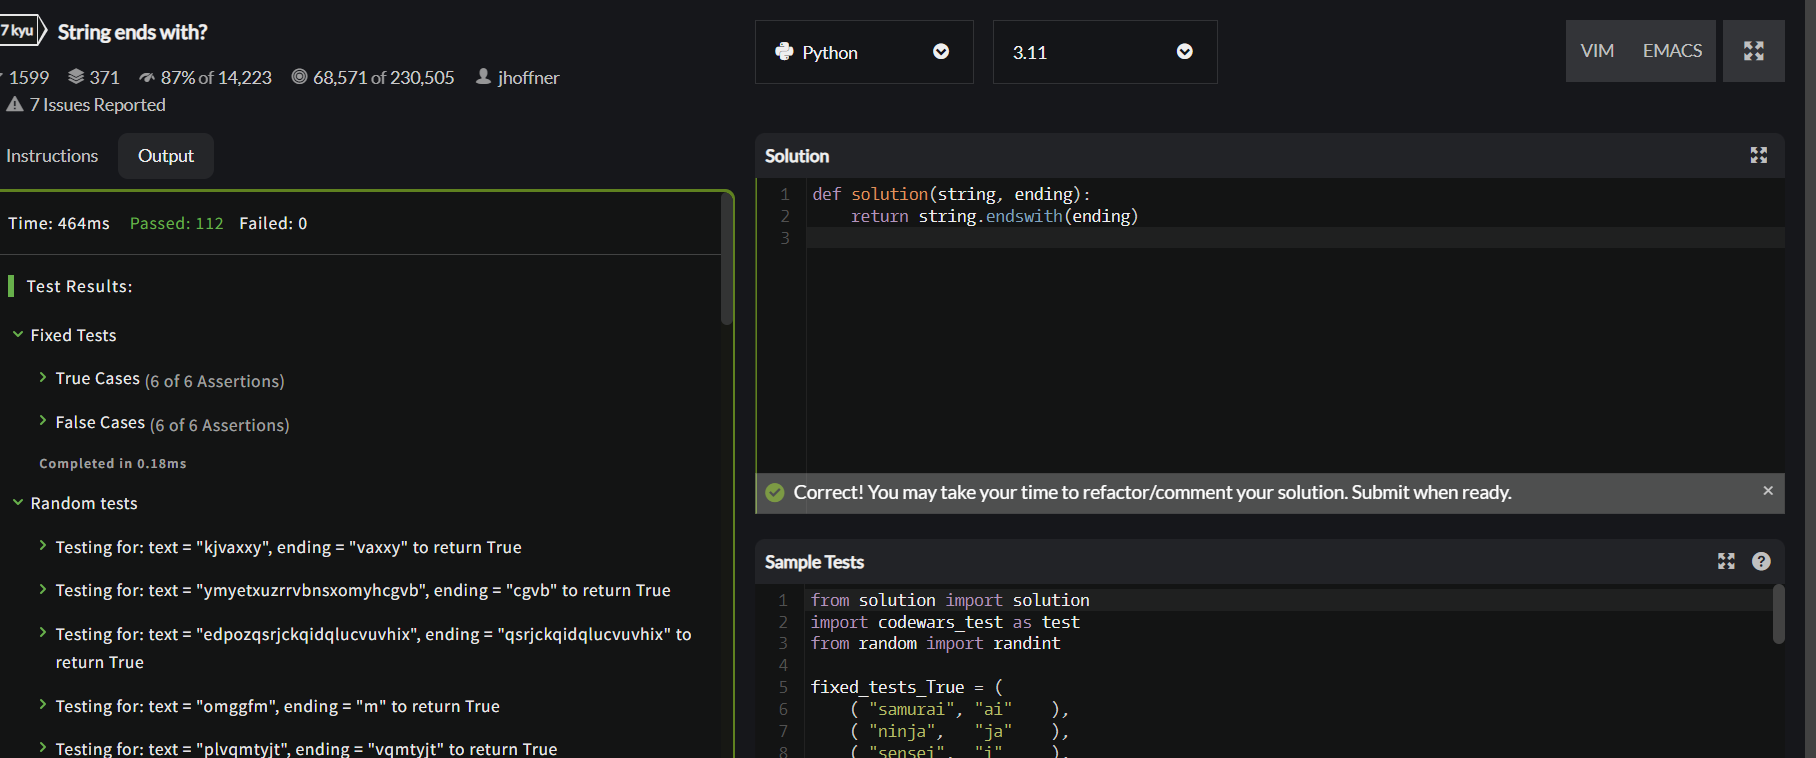 7 kyu String ends with?
1599 371 87% of 14,223 68,571 of 230,505 jhoffner
7 Issues Reported
Instructions Output
Time: 464ms Passed: 112 Failed: 0
Test Results:
Fixed Tests
True Cases (6 of 6 Assertions)
False Cases (6 of 6 Assertions)
Completed in 0.18ms
Random tests
Testing for: text = "kjvaxxy", ending = "vaxxy" to return True
Testing for: text = "ymyetxuzrrvbnsxomyhcgvb", ending = "cgvb" to return True
Testing for: text = "edpozqsrjckqidqlucvuvhix", ending = "qsrjckqidqlucvuvhix" to
return True
Testing for: text = "omggfm", ending = "m" to return True
Testing for: text = "plvqmtyjt", ending = "vqmtyjt" to return True
Python 3.11 VIM EMACS
Solution
1 def solution(string, ending):
2     return string.endswith(ending)
3
Correct! You may take your time to refactor/comment your solution. Submit when ready.
Sample Tests
1 from solution import solution
2 import codewars_test as test
3 from random import randint
4
5 fixed_tests_True = (
6     ( "samurai", "ai"    ),
7     ( "ninja",   "ja"    ),
8     ( "sensei",  "i"     ),